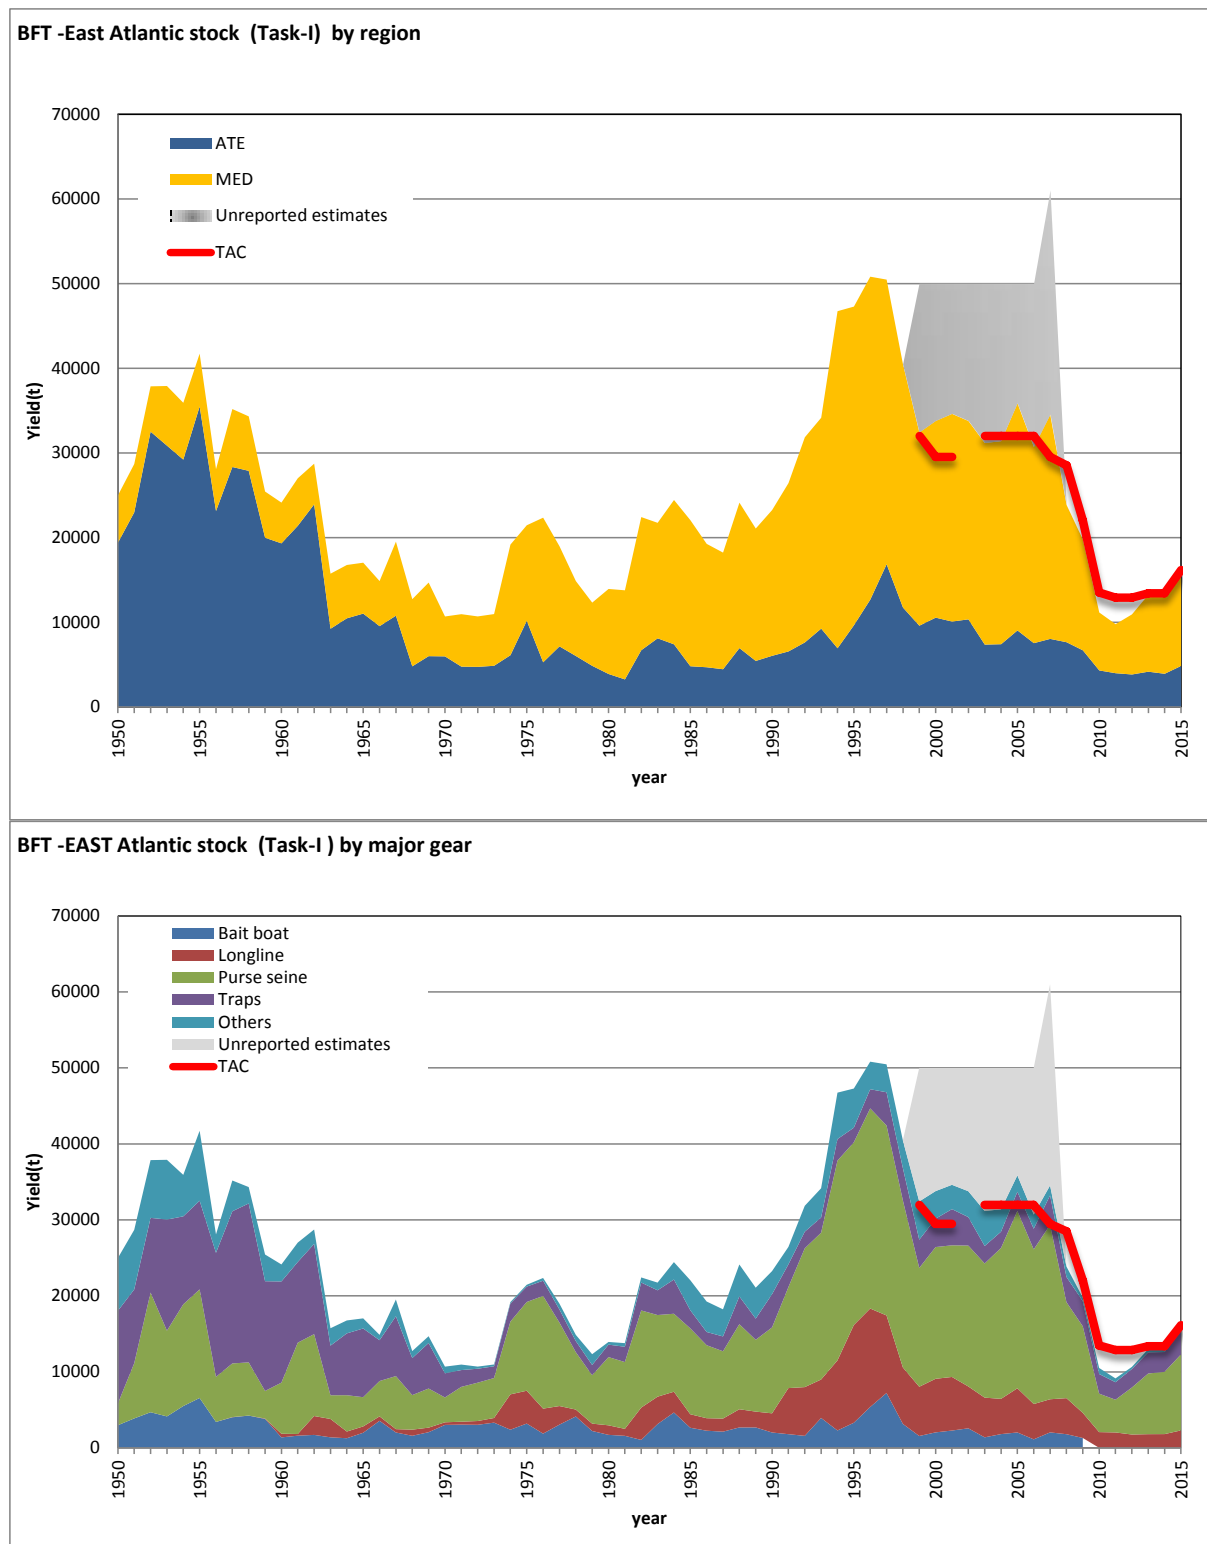 BFT -East Atlantic stock (Task-I) by region
70000
60000
50000
40000
30000
20000
10000
0
Yield(t)
ATE
MED
Unreported estimates
TAC
1950
1955
1960
1965
1970
1975
1980
1985
1990
1995
2000
2005
2010
2015
year
BFT -EAST Atlantic stock (Task-I ) by major gear
70000
60000
50000
40000
30000
20000
10000
0
Yield(t)
Bait boat
Longline
Purse seine
Traps
Others
Unreported estimates
TAC
1950
1955
1960
1965
1970
1975
1980
1985
1990
1995
2000
2005
2010
2015
year